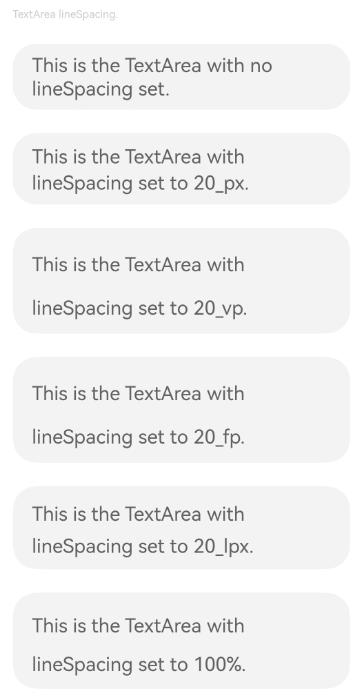 TextArea lineSpacing.
This is the TextArea with no
lineSpacing set.
This is the TextArea with
lineSpacing set to 20_px.
This is the TextArea with
lineSpacing set to 20_vp.
This is the TextArea with
lineSpacing set to 20_fp.
This is the TextArea with
lineSpacing set to 20_lpx.
This is the TextArea with
lineSpacing set to 100%.